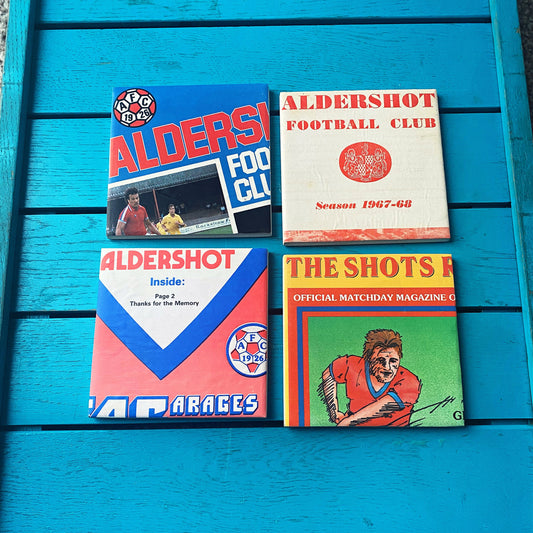 AFC
19 26
ALDERS
FOO
CLU
ALDERSHOT
FOOTBALL CLUB
Season 1967-68
ALDERSHOT
Inside:
Page 2
Thanks for the Memory
AFC
19 26
ARAGES
THE SHOTS
OFFICIAL MATCHDAY MAGAZINE O
G